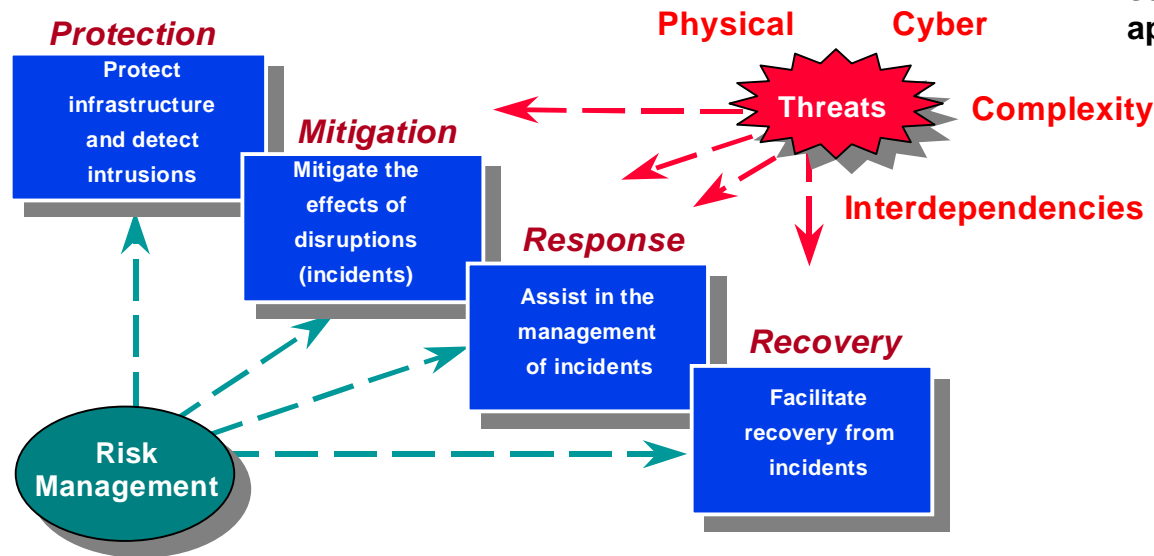 Protection
Protect
infrastructure
and detect
intrusions
Mitigation
Mitigate the
effects of
disruptions
(incidents)
Response
Assist in the
management
of incidents
Recovery
Facilitate
recovery from
incidents
Risk
Management
Physical
Cyber
Threats
Complexity
Interdependencies